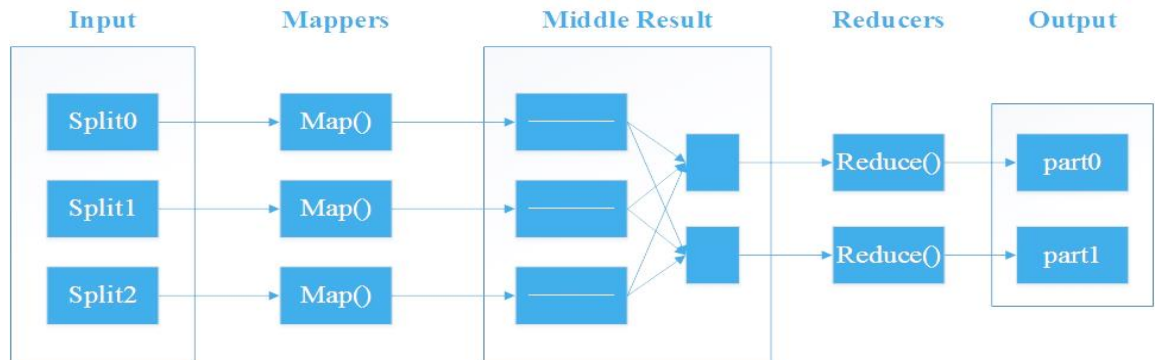 Input Mappers Middle Result Reducers Output
Split0 Map()
Reduce() part0
Split1 Map()
Reduce() part1
Split2 Map()